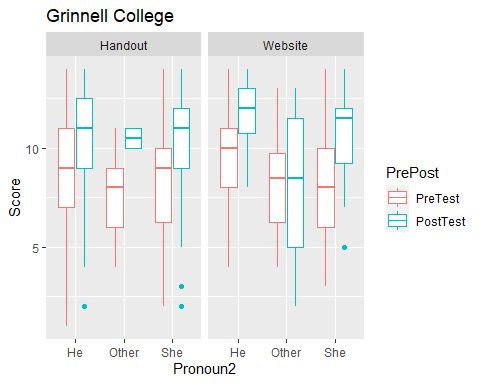 Grinnell College
Handout
Website
Score
10
5
He
Other
She
He
Other
She
Pronoun2
PrePost
PreTest
PostTest